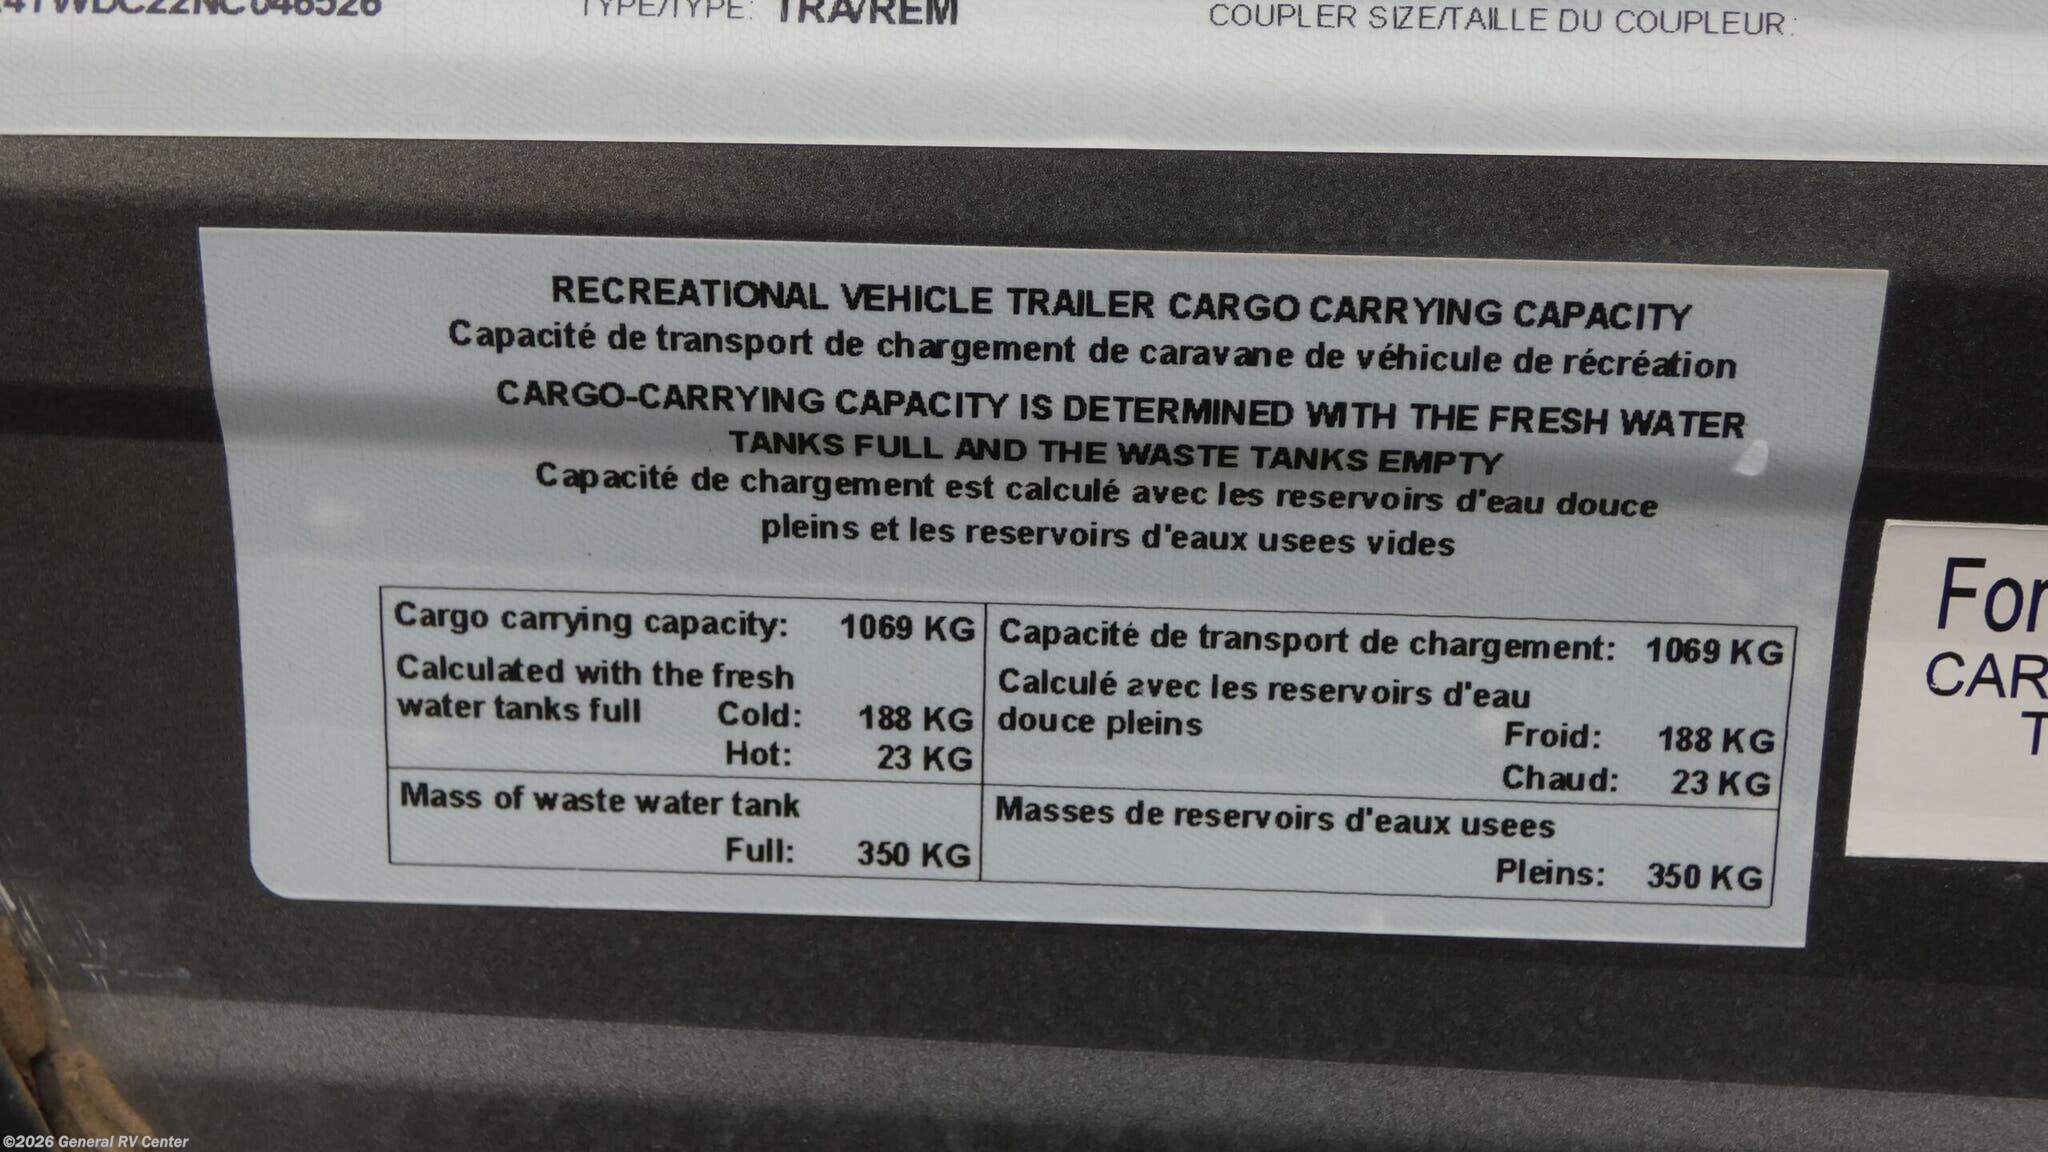 TYPE/TYPE: TRA/REM
COUPLER SIZE/TAILLE DU COUPLEUR:
RECREATIONAL VEHICLE TRAILER CARGO CARRYING CAPACITY
Capacité de transport de chargement de caravane de véhicule de récréation
CARGO-CARRYING CAPACITY IS DETERMINED WITH THE FRESH WATER
TANKS FULL AND THE WASTE TANKS EMPTY
Capacité de chargement est calculé avec les reservoirs d'eau douce
pleins et les reservoirs d'eaux usees vides
Cargo carrying capacity: 1069 KG
Calculated with the fresh
water tanks full Cold: 188 KG
Hot: 23 KG
Mass of waste water tank
Full: 350 KG
Capacité de transport de chargement: 1069 KG
Calculé avec les reservoirs d'eau
douce pleins Froid: 188 KG
Chaud: 23 KG
Masses de reservoirs d'eaux usees
Pleins: 350 KG
For
CAR
T
©2026 General RV Center